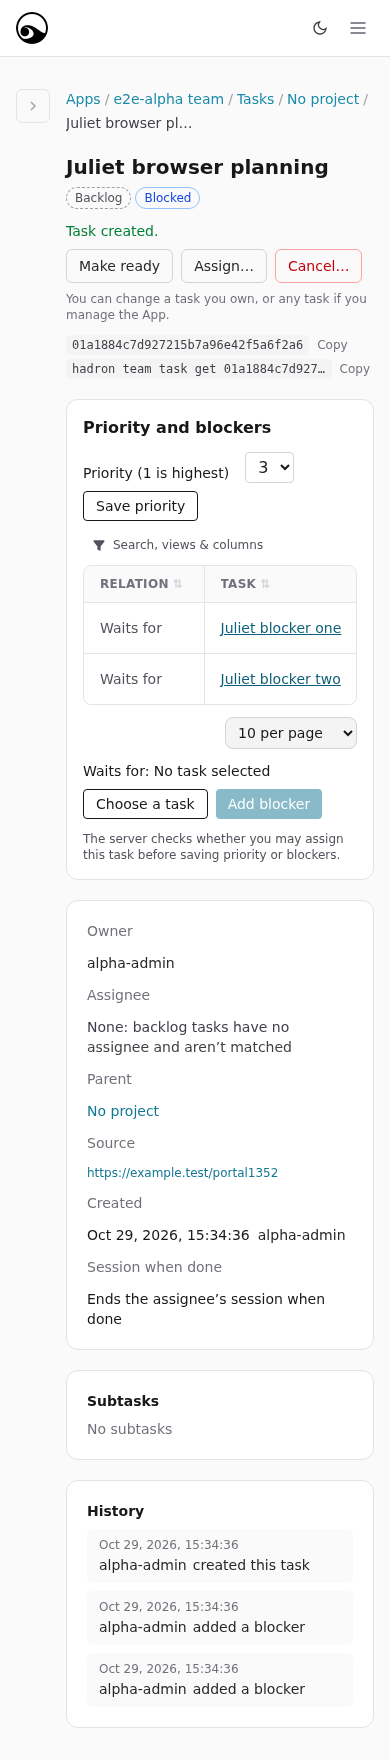 Apps / e2e-alpha team / Tasks / No project /
Juliet browser pl…
Juliet browser planning
Backlog Blocked
Task created.
Make ready Assign… Cancel…
You can change a task you own, or any task if you
manage the App.
01a1884c7d927215b7a96e42f5a6f2a6 Copy
hadron team task get 01a1884c7d927… Copy
Priority and blockers
Priority (1 is highest) 3
Save priority
Search, views & columns
RELATION ⇅ TASK ⇅
Waits for Juliet blocker one
Waits for Juliet blocker two
10 per page
Waits for: No task selected
Choose a task Add blocker
The server checks whether you may assign
this task before saving priority or blockers.
Owner
alpha-admin
Assignee
None: backlog tasks have no
assignee and aren’t matched
Parent
No project
Source
https://example.test/portal1352
Created
Oct 29, 2026, 15:34:36 alpha-admin
Session when done
Ends the assignee’s session when
done
Subtasks
No subtasks
History
Oct 29, 2026, 15:34:36
alpha-admin created this task
Oct 29, 2026, 15:34:36
alpha-admin added a blocker
Oct 29, 2026, 15:34:36
alpha-admin added a blocker